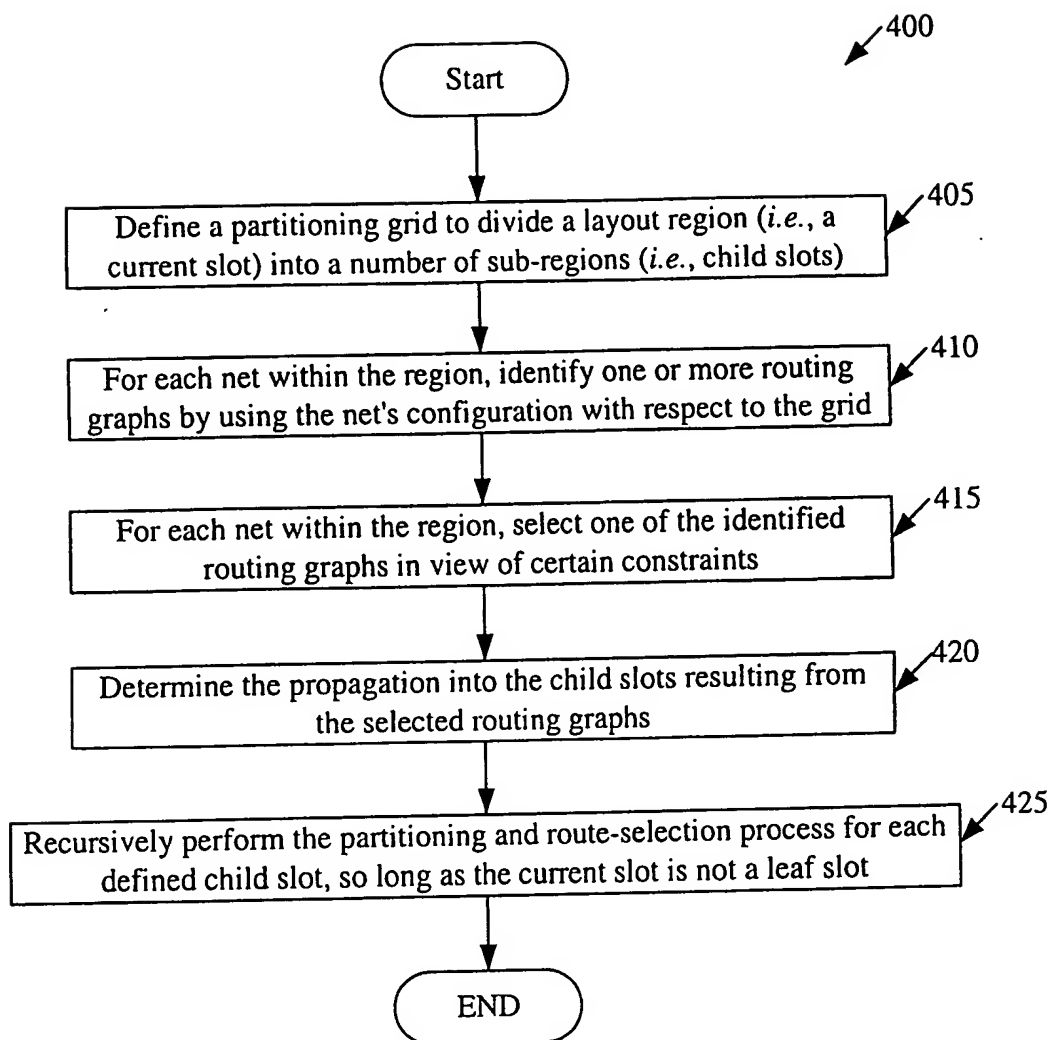 400
Start
405
Define a partitioning grid to divide a layout region (i.e., a
current slot) into a number of sub-regions (i.e., child slots)
410
For each net within the region, identify one or more routing
graphs by using the net's configuration with respect to the grid
415
For each net within the region, select one of the identified
routing graphs in view of certain constraints
420
Determine the propagation into the child slots resulting from
the selected routing graphs
425
Recursively perform the partitioning and route-selection process for each
defined child slot, so long as the current slot is not a leaf slot
END